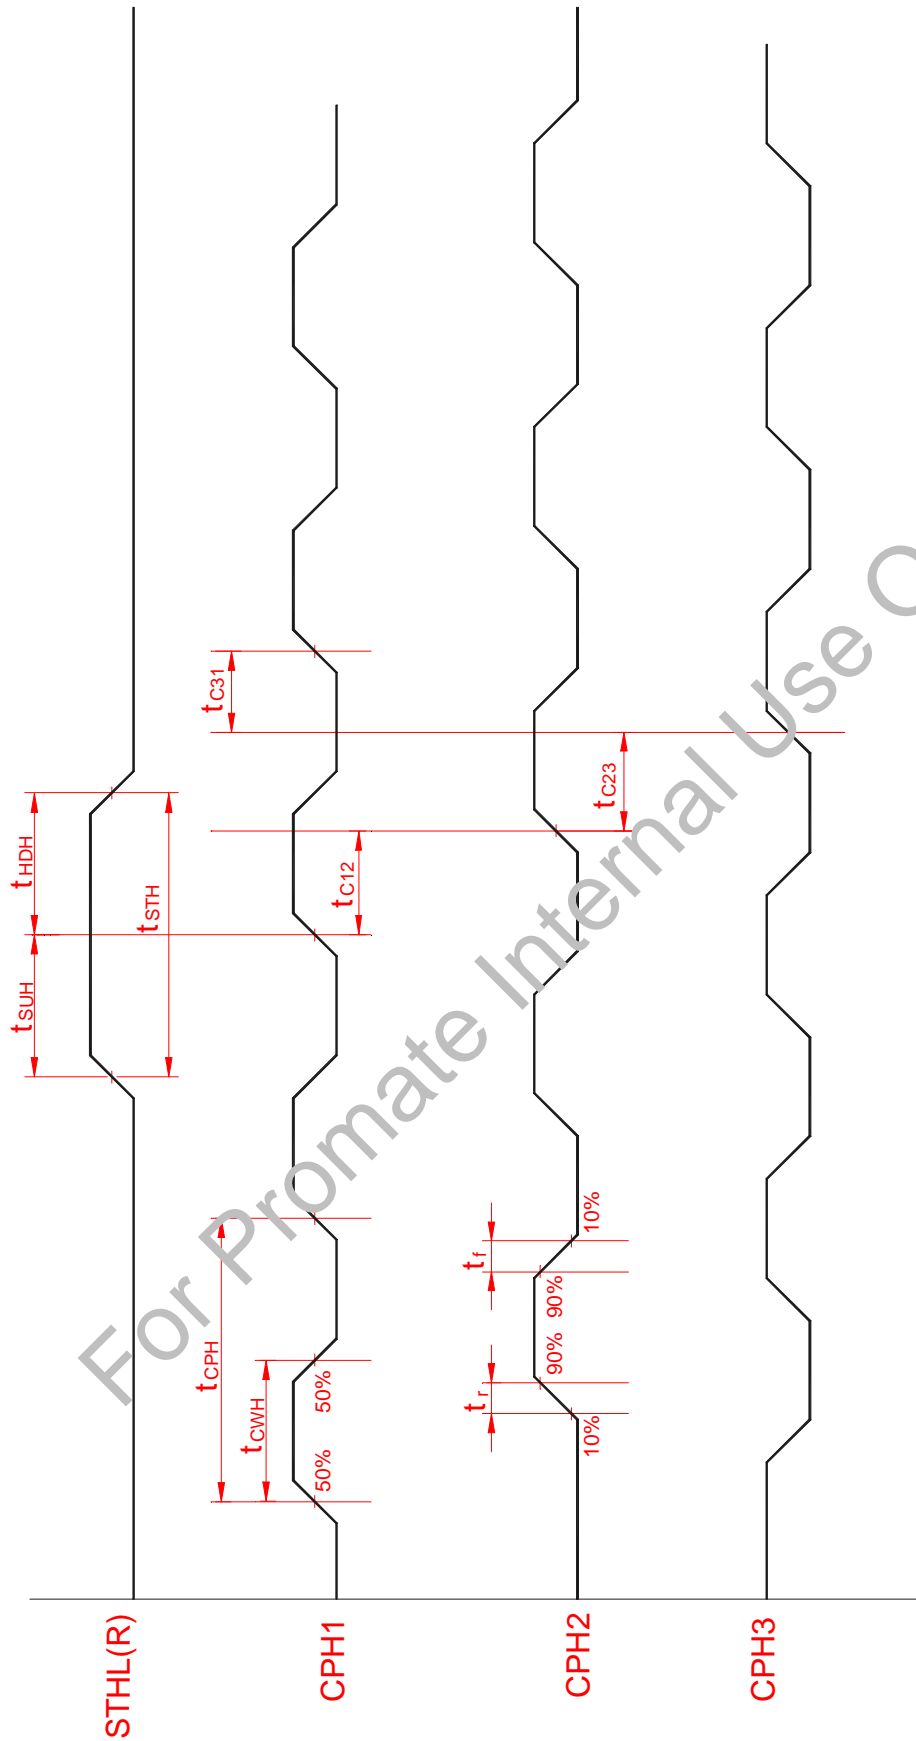 STHL(R)
tSUH
tHDH
tSTH
CPH1
tCPH
tCWH
50%
50%
tC12
tC31
CPH2
tr
tf
10%
90%
90%
10%
tC23
CPH3
For Promate Internal Use O